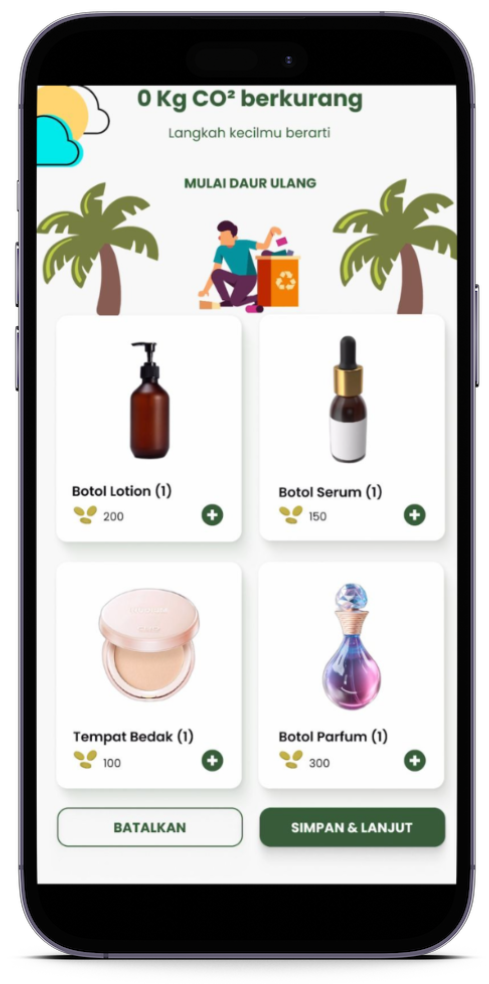 0 Kg CO² berkurang
Langkah kecilmu berarti
MULAI DAUR ULANG
Botol Lotion (1)
200
Botol Serum (1)
150
Tempat Bedak (1)
100
Botol Parfum (1)
300
BATALKAN
SIMPAN & LANJUT